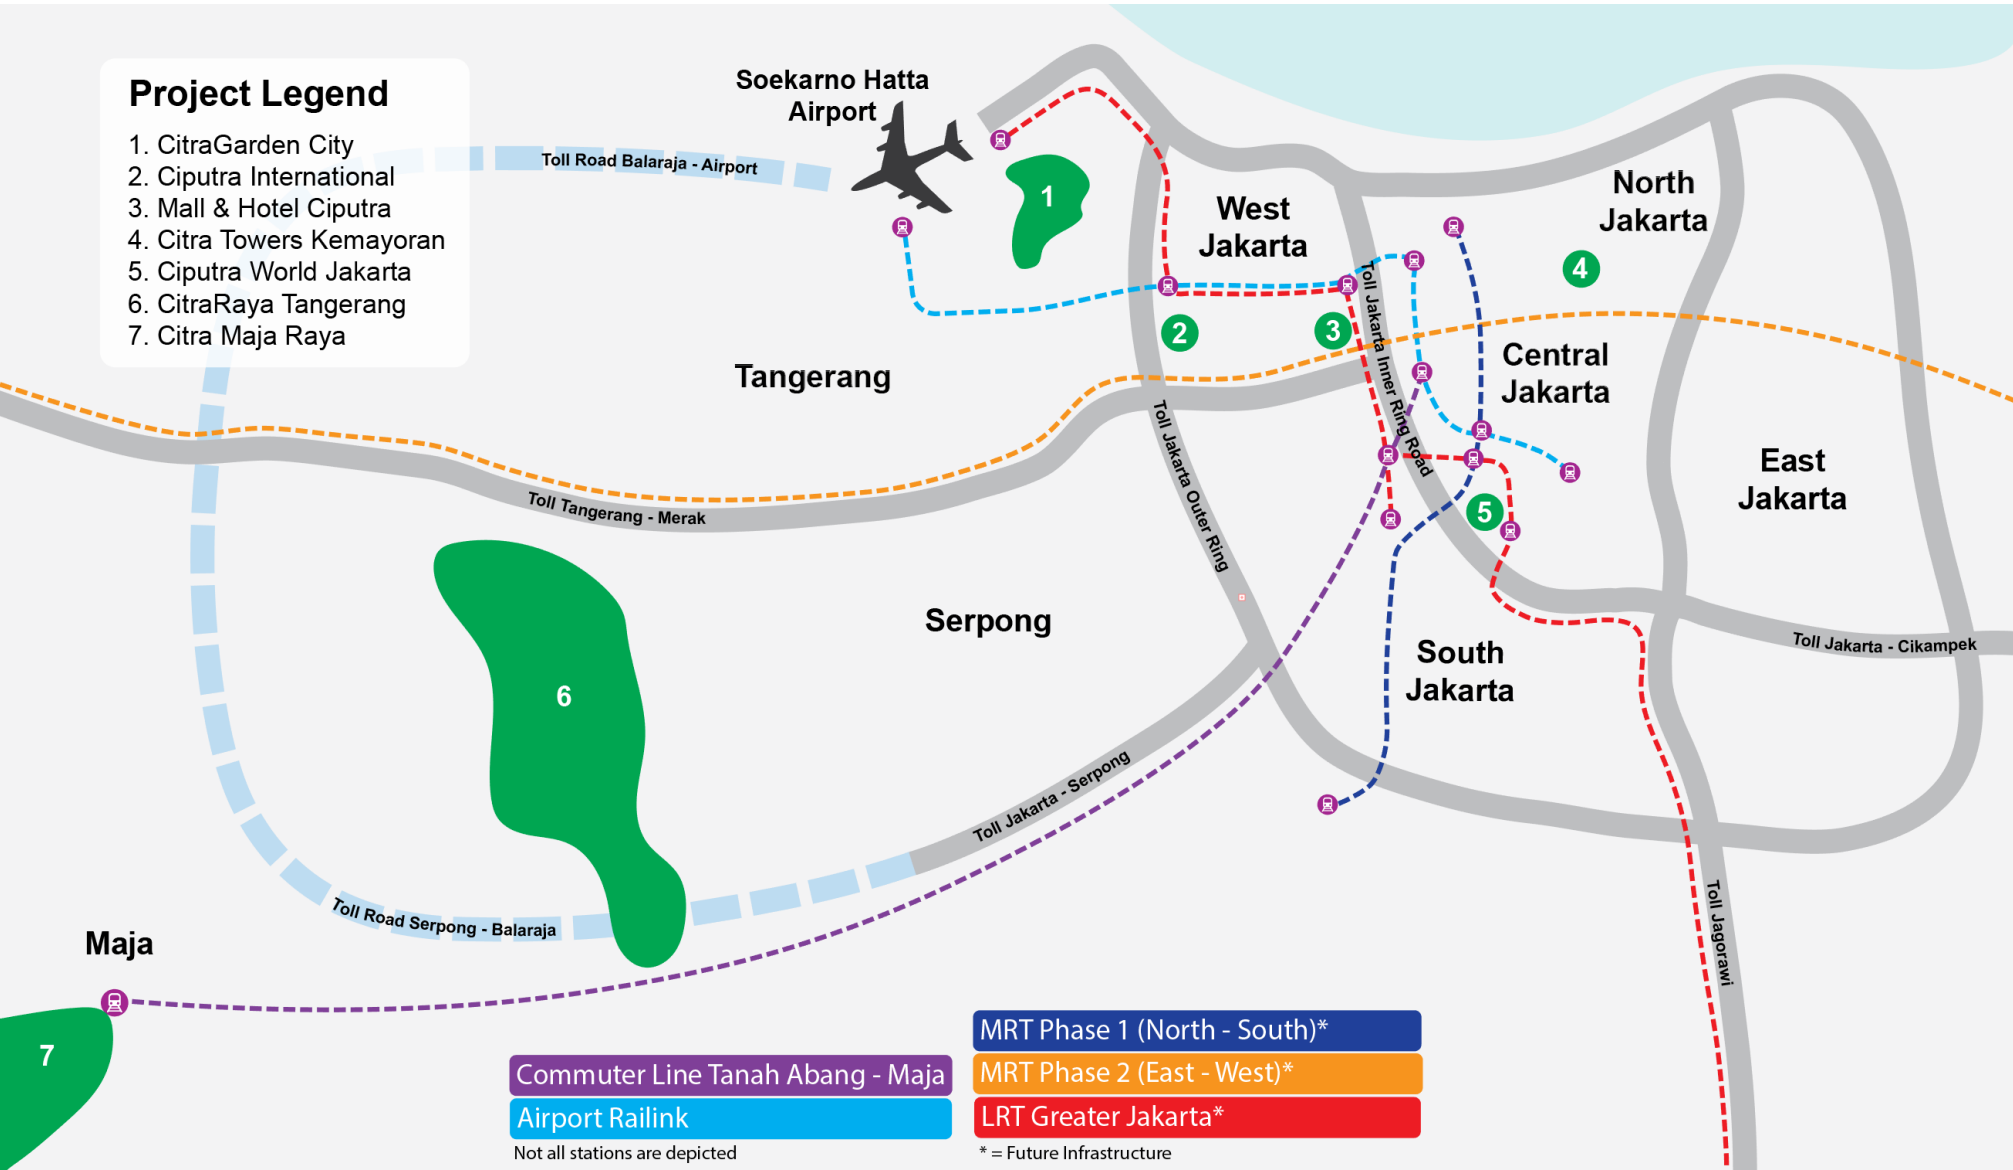 Project Legend
1. CitraGarden City
2. Ciputra International
3. Mall & Hotel Ciputra
4. Citra Towers Kemayoran
5. Ciputra World Jakarta
6. CitraRaya Tangerang
7. Citra Maja Raya
Soekarno Hatta
Airport
Toll Road Balaraja - Airport
1
West
Jakarta
North
Jakarta
4
2
3
Toll Jakarta Inner Ring Road
Central
Jakarta
Tangerang
Toll Jakarta Outer Ring
East
Jakarta
Toll Tangerang - Merak
5
Serpong
South
Jakarta
Toll Jakarta - Cikampek
6
Toll Jakarta - Serpong
Toll Road Serpong - Balaraja
Toll Jagorawi
Maja
7
Commuter Line Tanah Abang - Maja
Airport Railink
Not all stations are depicted
MRT Phase 1 (North - South)*
MRT Phase 2 (East - West)*
LRT Greater Jakarta*
* = Future Infrastructure